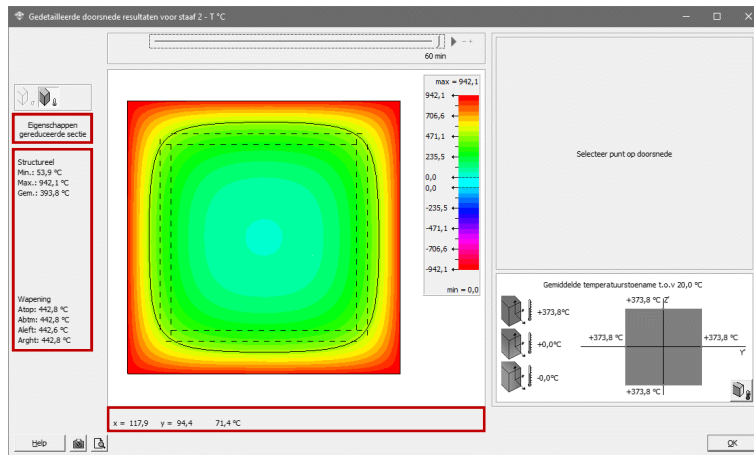 Gedetailleerde doorsnede resultaten voor staaf 2 - T °C
60 min
Eigenschappen
gereduceerde sectie
Structureel
Min.: 53,9 °C
Max.: 942,1 °C
Gem.: 393,8 °C
Wapening
Atop: 442,8 °C
Abtm: 442,8 °C
Aleft: 442,6 °C
Arght: 442,8 °C
max = 942,1
942,1
706,6
471,1
235,5
0,0
0,0
-235,5
-471,1
-706,6
-942,1
min = 0,0
x = 117,9 y = 94,4 71,4 °C
Selecteer punt op doorsnede
Gemiddelde temperatuurstoename t.o.v 20,0 °C
+373,8°C
+0,0°C
-0,0°C
+373,8 °C Z'
+373,8 °C
+373,8 °C
Y'
+373,8 °C
Help
OK